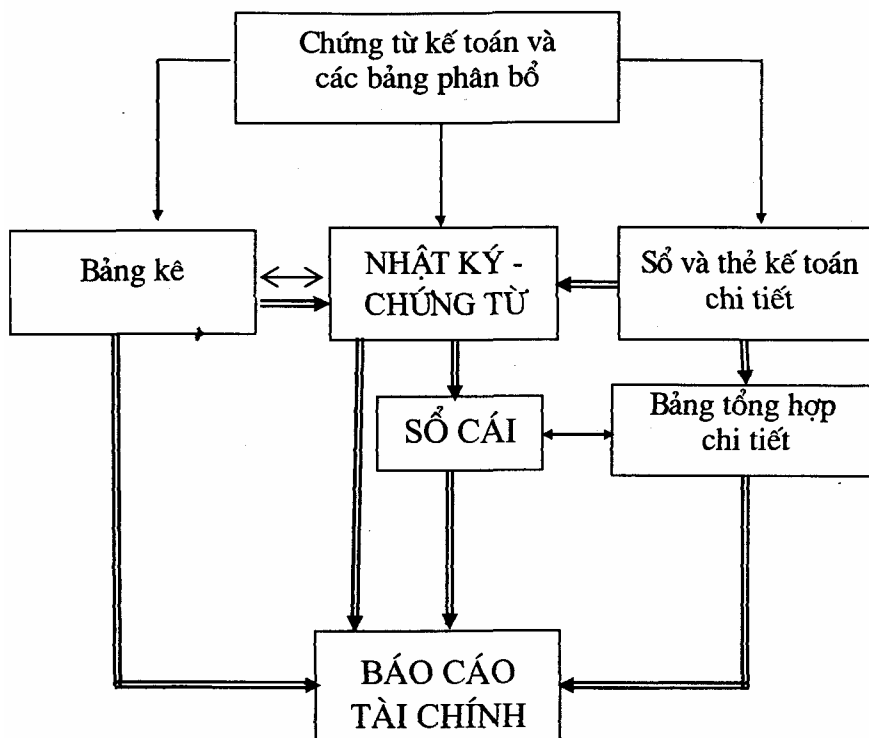 Chứng từ kế toán và
các bảng phân bổ
Bảng kê
NHẬT KÝ -
CHỨNG TỪ
Sổ và thẻ kế toán
chi tiết
SỔ CÁI
Bảng tổng hợp
chi tiết
BÁO CÁO
TÀI CHÍNH